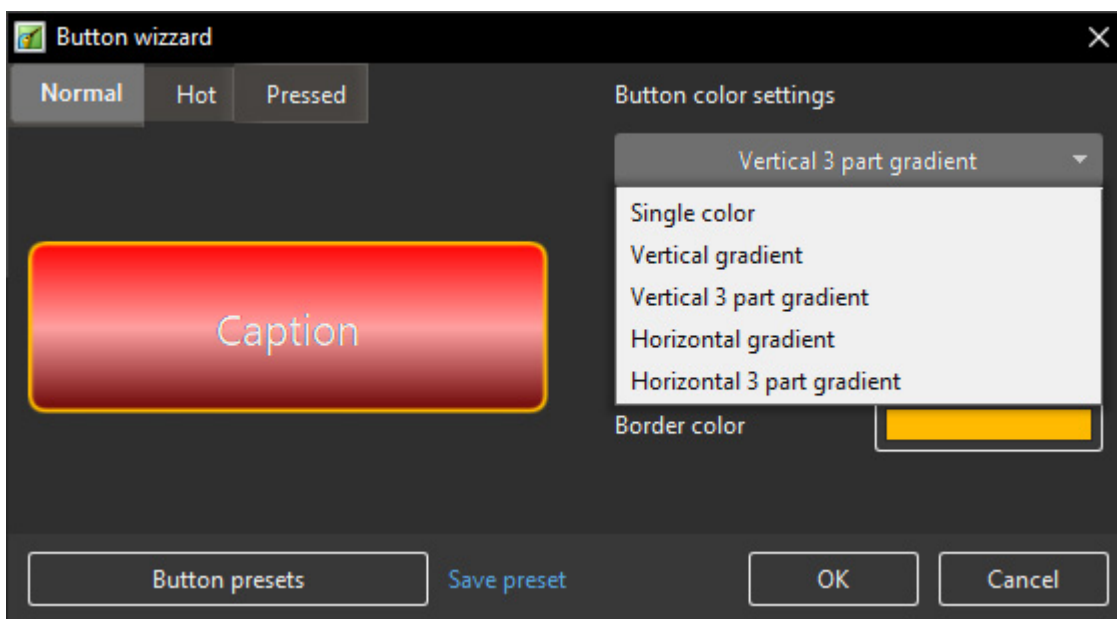 Button wizzard
Normal Hot Pressed
Button color settings
Vertical 3 part gradient
Single color
Vertical gradient
Vertical 3 part gradient
Horizontal gradient
Horizontal 3 part gradient
Caption
Border color
Button presets
Save preset
OK
Cancel